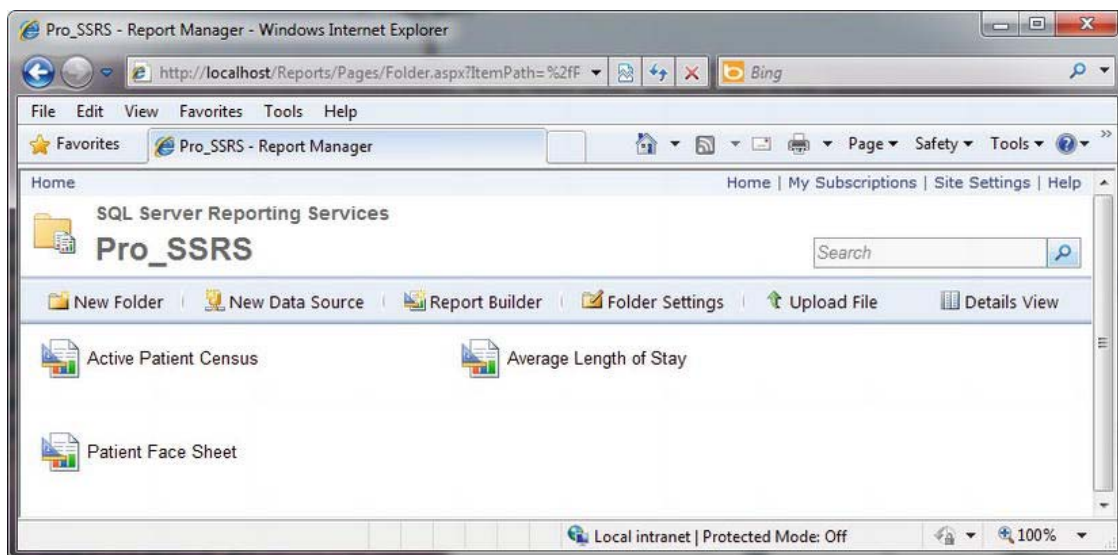 Pro_SSRS - Report Manager - Windows Internet Explorer
http://localhost/Reports/Pages/Folder.aspx?ItemPath=%2fF
Bing
File Edit View Favorites Tools Help
Favorites Pro_SSRS - Report Manager Page Safety Tools
Home Home | My Subscriptions | Site Settings | Help
SQL Server Reporting Services
Pro_SSRS
Search
New Folder New Data Source Report Builder Folder Settings Upload File Details View
Active Patient Census Average Length of Stay
Patient Face Sheet
Local intranet | Protected Mode: Off 100%